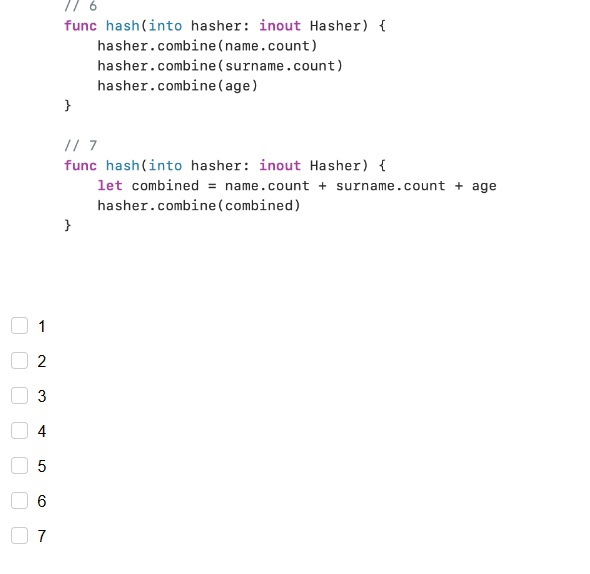 // 6
func hash(into hasher: inout Hasher) {
hasher.combine(name.count)
hasher.combine(surname.count)
hasher.combine(age)
}
// 7
func hash(into hasher: inout Hasher) {
let combined = name.count + surname.count + age
hasher.combine(combined)
}
1
2
3
4
5
6
7